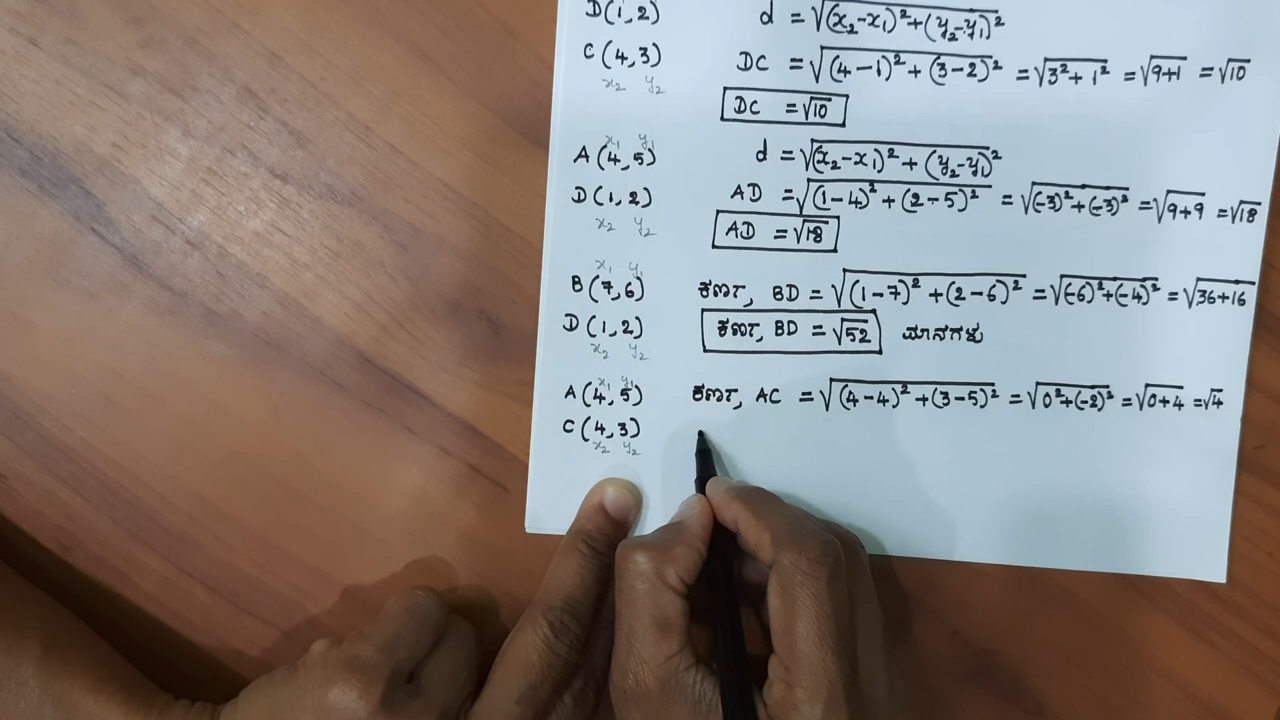 D(1,2) d = √(x₂-x₁)²+(y₂-y₁)²
C(4,3) DC = √(4-1)²+(3-2)² = √3²+1² = √9+1 = √10
x₂ y₂
DC = √10
x₁ y₁
A(4,5) d = √(x₂-x₁)²+(y₂-y₁)²
D(1,2) AD = √(1-4)²+(2-5)² = √(-3)²+(-3)² = √9+9 = √18
x₂ y₂
AD = √18
x₁ y₁
B(7,6) ಕರ್ಣ, BD = √(1-7)²+(2-6)² = √(-6)²+(-4)² = √36+16
D(1,2) ಕರ್ಣ, BD = √52 ಮಾನಗಳು
x₂ y₂
x₁ y₁
A(4,5) ಕರ್ಣ, AC = √(4-4)²+(3-5)² = √0²+(-2)² = √0+4 = √4
C(4,3)
x₂ y₂